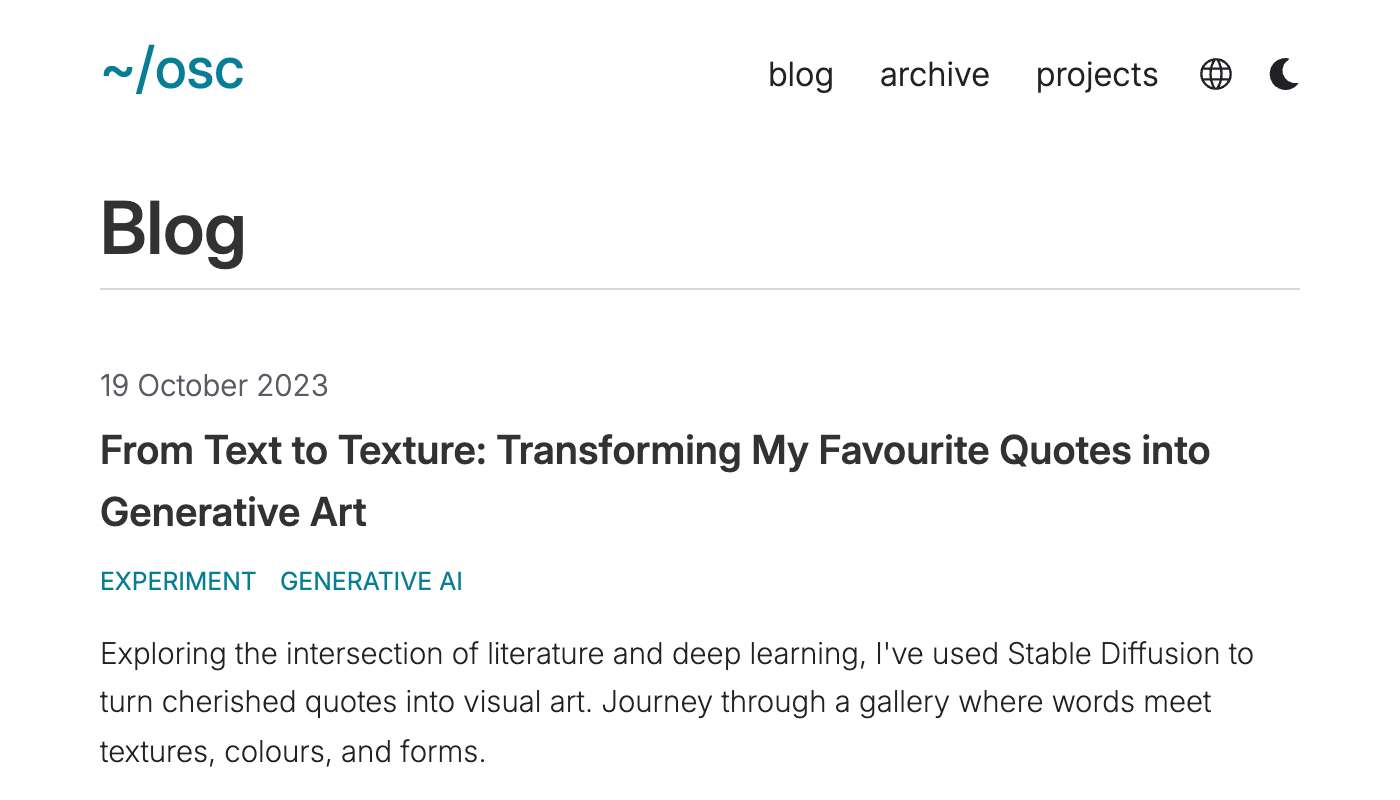 ~/osc
blog archive projects
Blog
19 October 2023
From Text to Texture: Transforming My Favourite Quotes into
Generative Art
EXPERIMENT GENERATIVE AI
Exploring the intersection of literature and deep learning, I've used Stable Diffusion to
turn cherished quotes into visual art. Journey through a gallery where words meet
textures, colours, and forms.